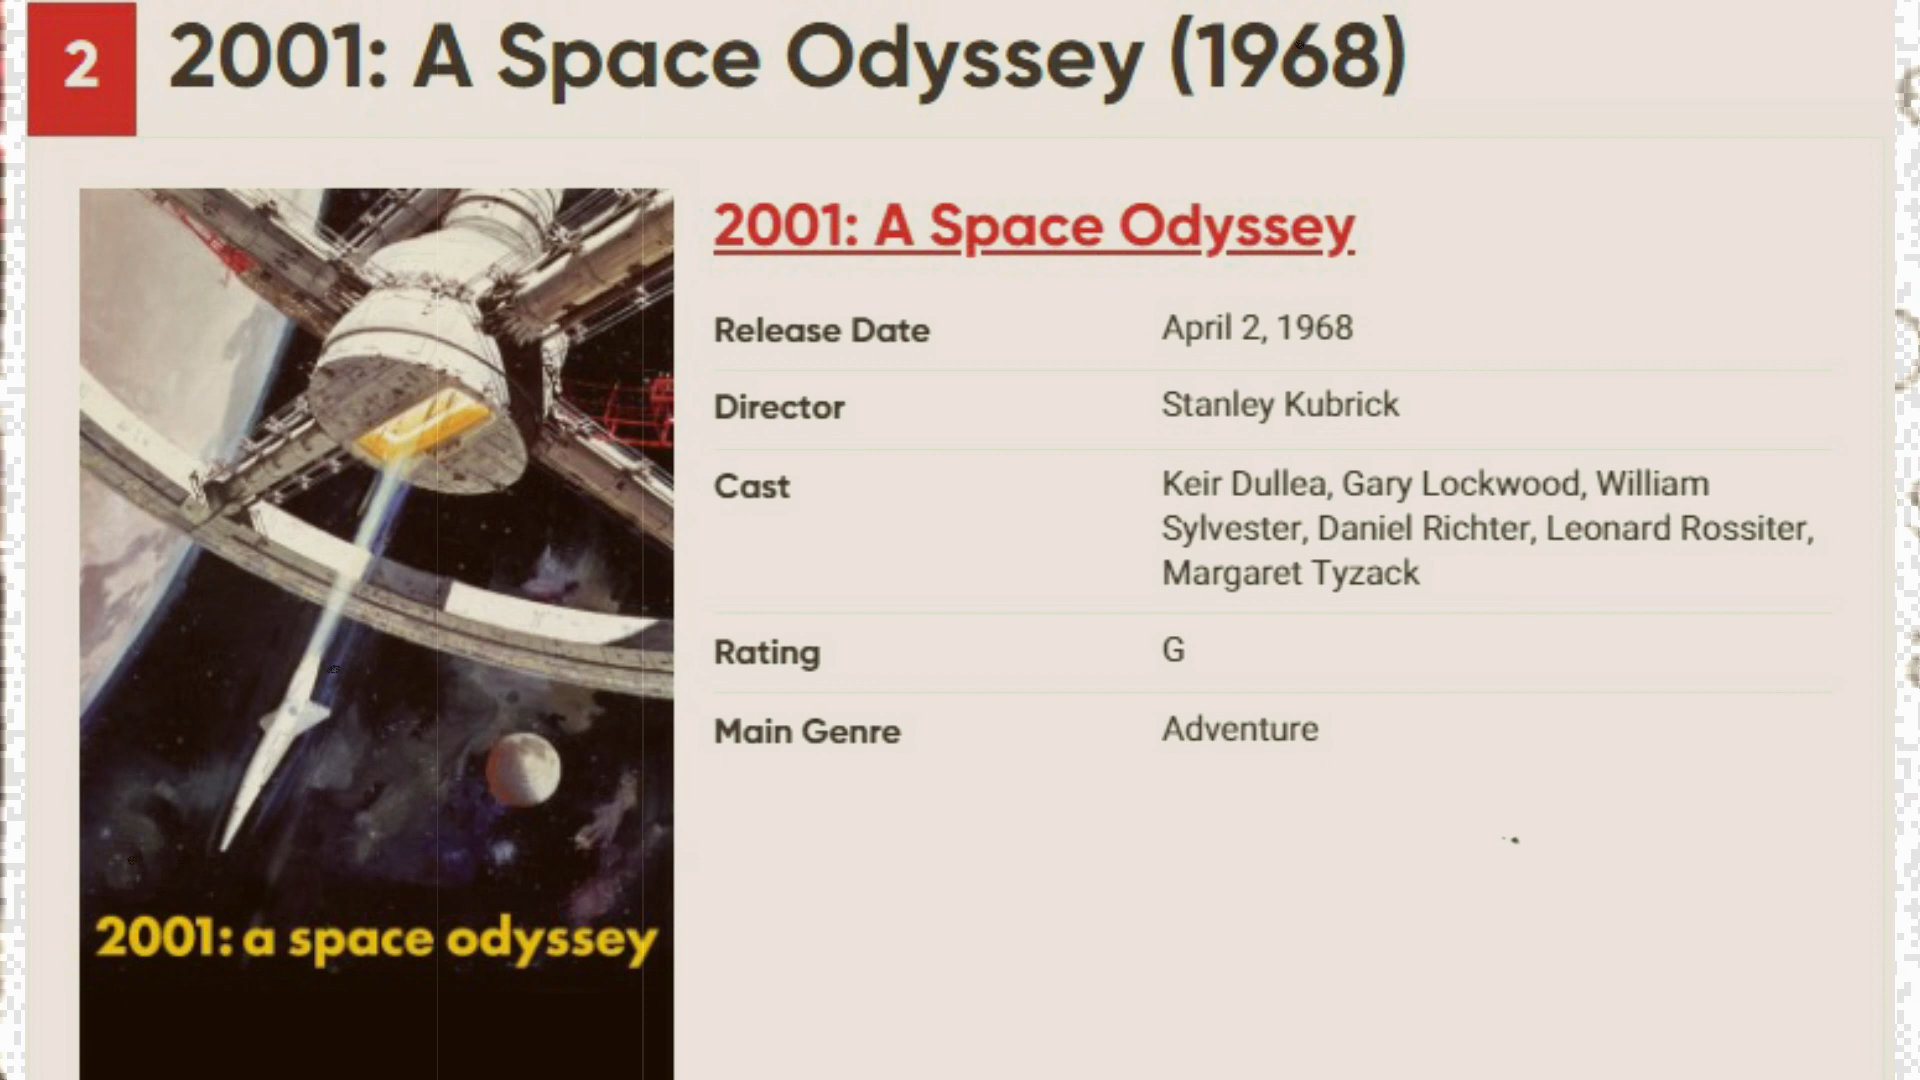 2
2001: A Space Odyssey (1968)
2001: A Space Odyssey
Release Date
April 2, 1968
Director
Stanley Kubrick
Cast
Keir Dullea, Gary Lockwood, William
Sylvester, Daniel Richter, Leonard Rossiter,
Margaret Tyzack
Rating
G
Main Genre
Adventure
2001: a space odyssey